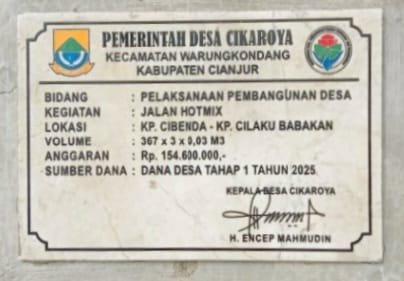 PEMERINTAH DESA CIKAROYA
KECAMATAN WARUNGKONDANG
KABUPATEN CIANJUR
BIDANG : PELAKSANAAN PEMBANGUNAN DESA
KEGIATAN : JALAN HOTMIX
LOKASI : KP. CIBENDA - KP. CILAKU BABAKAN
VOLUME : 367 x 3 x 0,03 M3
ANGGARAN : Rp. 154.600.000,-
SUMBER DANA : DANA DESA TAHAP 1 TAHUN 2025
KEPALA DESA CIKAROYA
H. ENCEP MAHMUDIN